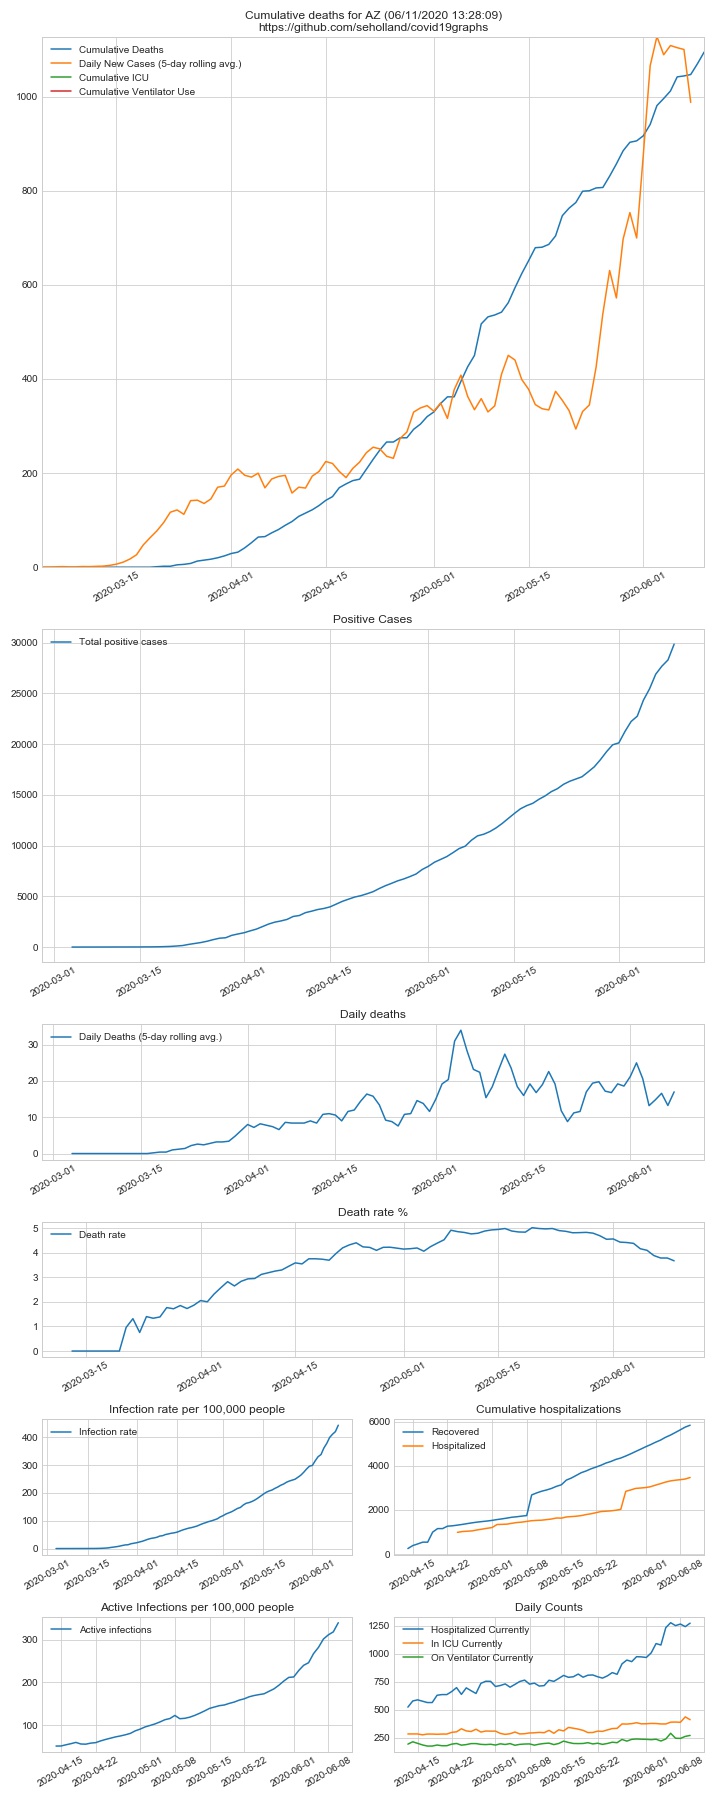 Cumulative deaths for AZ (06/11/2020 13:28:09)
https://github.com/seholland/covid19graphs
Cumulative Deaths
Daily New Cases (5-day rolling avg.)
Cumulative ICU
Cumulative Ventilator Use
1000
800
600
400
200
0
2020-03-15 2020-04-01 2020-04-15 2020-05-01 2020-05-15 2020-06-01
Positive Cases
Total positive cases
30000
25000
20000
15000
10000
5000
0
2020-03-01 2020-03-15 2020-04-01 2020-04-15 2020-05-01 2020-05-15 2020-06-01
Daily deaths
Daily Deaths (5-day rolling avg.)
30
20
10
0
2020-03-01 2020-03-15 2020-04-01 2020-04-15 2020-05-01 2020-05-15 2020-06-01
Death rate %
Death rate
5
4
3
2
1
0
2020-03-15 2020-04-01 2020-04-15 2020-05-01 2020-05-15 2020-06-01
Infection rate per 100,000 people
Infection rate
400
300
200
100
0
2020-03-01 2020-03-15 2020-04-01 2020-04-15 2020-05-01 2020-05-15 2020-06-01
Cumulative hospitalizations
Recovered
Hospitalized
6000
4000
2000
0
2020-04-15 2020-04-22 2020-05-01 2020-05-08 2020-05-15 2020-05-22 2020-06-01 2020-06-08
Active Infections per 100,000 people
Active infections
300
200
100
2020-04-15 2020-04-22 2020-05-01 2020-05-08 2020-05-15 2020-05-22 2020-06-01 2020-06-08
Daily Counts
Hospitalized Currently
In ICU Currently
On Ventilator Currently
1250
1000
750
500
250
2020-04-15 2020-04-22 2020-05-01 2020-05-08 2020-05-15 2020-05-22 2020-06-01 2020-06-08